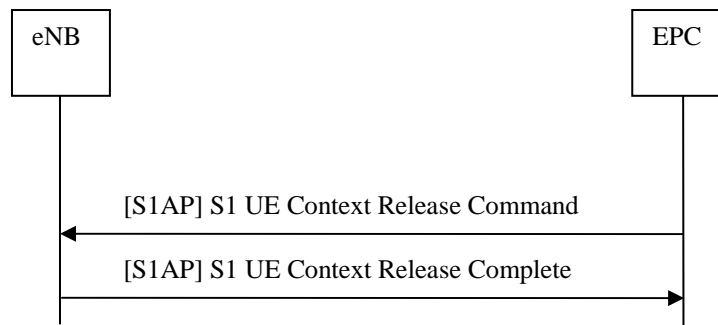 eNB
EPC
[S1AP] S1 UE Context Release Command
[S1AP] S1 UE Context Release Complete